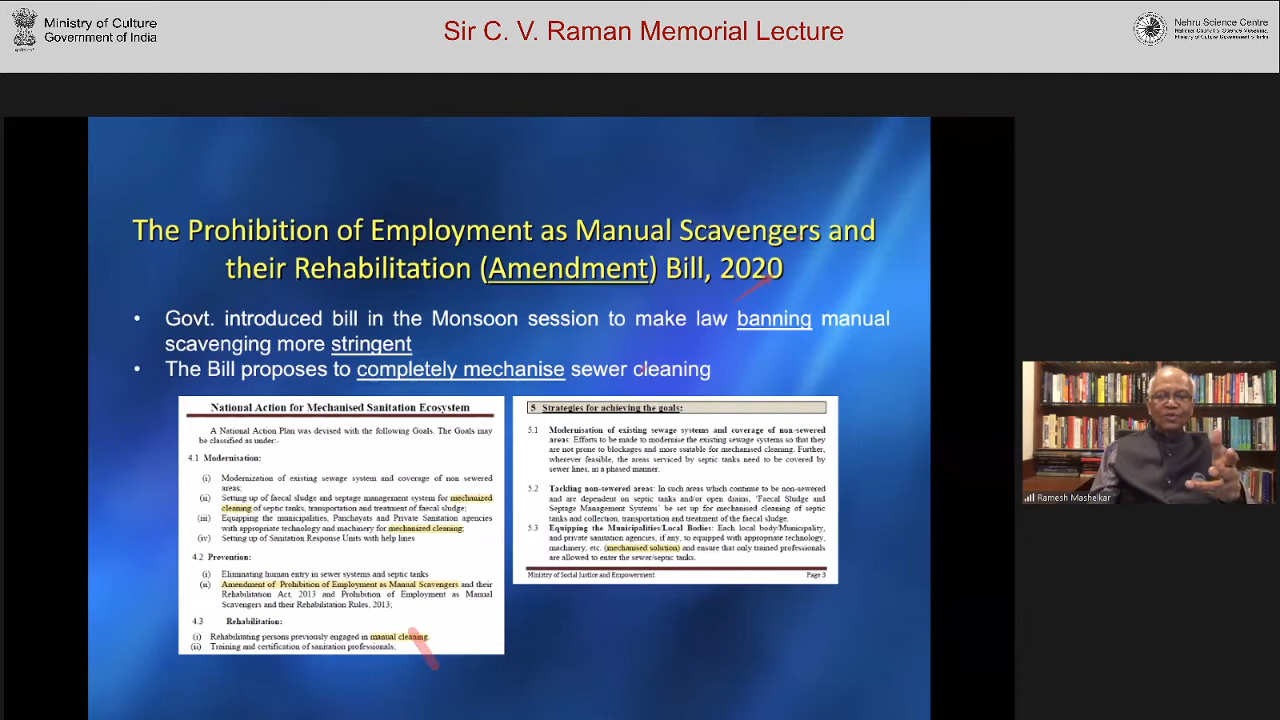 Ministry of Culture
Government of India
Sir C. V. Raman Memorial Lecture
Nehru Science Centre
National Council of Science Museums,
Ministry of Culture, Government of India
The Prohibition of Employment as Manual Scavengers and
their Rehabilitation (Amendment) Bill, 2020
• Govt. introduced bill in the Monsoon session to make law banning manual
scavenging more stringent
• The Bill proposes to completely mechanise sewer cleaning
National Action for Mechanised Sanitation Ecosystem
A National Action Plan was devised with the following Goals. The Goals may
be classified as under:-
4.1 Modernisation:
(i) Modernization of existing sewage system and coverage of non sewered
areas;
(ii) Setting up of faecal sludge and septage management system for mechanized
cleaning of septic tanks, transportation and treatment of faecal sludge;
(iii) Equipping the municipalities, Panchayats and Private Sanitation agencies
with appropriate technology and machinery for mechanized cleaning;
(iv) Setting up of Sanitation Response Units with help lines
4.2 Prevention:
(i) Eliminating human entry in sewer systems and septic tanks
(ii) Amendment of Prohibition of Employment as Manual Scavengers and their
Rehabilitation Act, 2013 and Prohibition of Employment as Manual
Scavengers and their Rehabilitation Rules, 2013;
4.3 Rehabilitation:
(i) Rehabilitating persons previously engaged in manual cleaning.
(ii) Training and certification of sanitation professionals;
5 Strategies for achieving the goals:
5.1 Modernisation of existing sewage systems and coverage of non-sewered
areas: Efforts to be made to modernise the existing sewage systems so that they
are not prone to blockages and more suitable for mechanised cleaning. Further,
wherever feasible, the areas serviced by septic tanks need to be covered by
sewer lines, in a phased manner.
5.2 Tackling non-sewered areas: In such areas which continue to be non-sewered
and are dependent on septic tanks and/or open drains, 'Faecal Sludge and
Septage Management Systems' be set up for mechanised cleaning of septic
tanks and collection, transportation and treatment of the faecal sludge.
5.3 Equipping the Municipalities/Local Bodies: Each local body/Municipality,
and private sanitation agencies, if any, to equipped with appropriate technology,
machinery, etc. (mechanised solution) and ensure that only trained professionals
are allowed to enter the sewer/septic tanks.
Ministry of Social Justice and Empowerment Page 3
Ramesh Mashelkar